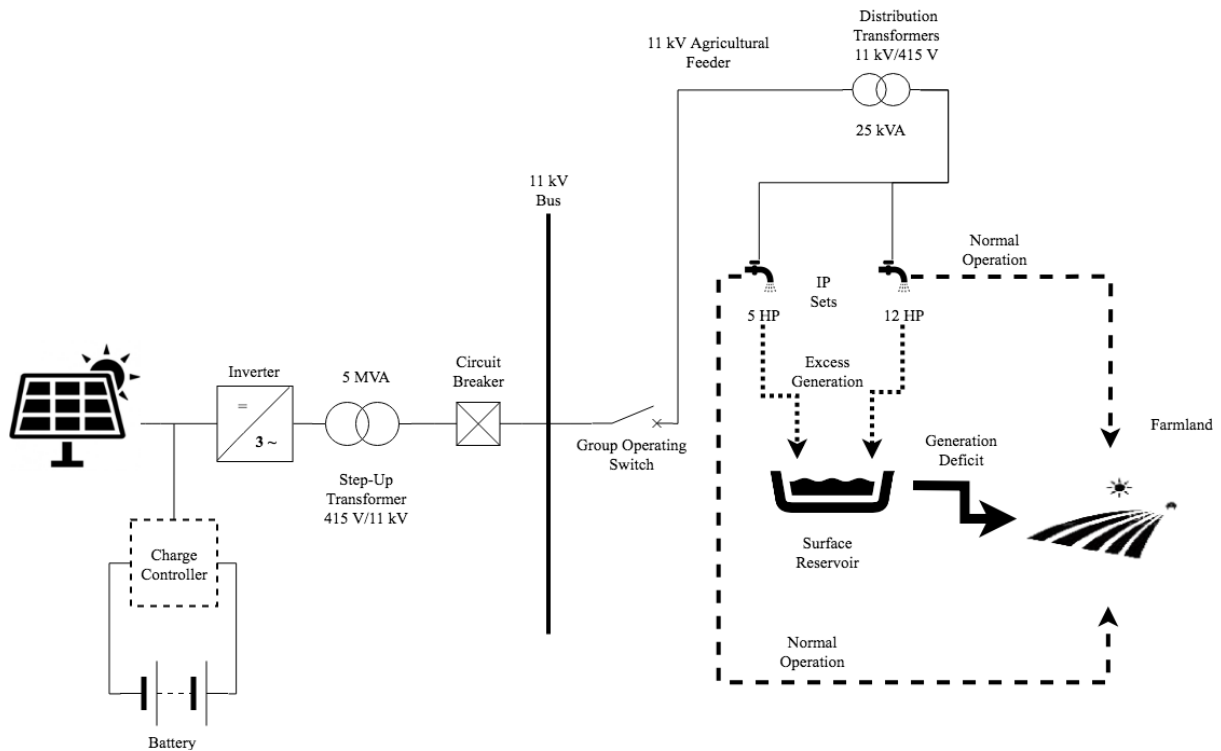 Distribution
Transformers
11 kV/415 V
11 kV Agricultural
Feeder
25 kVA
11 kV
Bus
Normal
Operation
IP
Sets
5 HP
12 HP
Excess
Generation
Inverter
=
3 ~
5 MVA
Circuit
Breaker
Group Operating
Switch
Generation
Deficit
Farmland
Step-Up
Transformer
415 V/11 kV
Surface
Reservoir
Charge
Controller
Normal
Operation
Battery